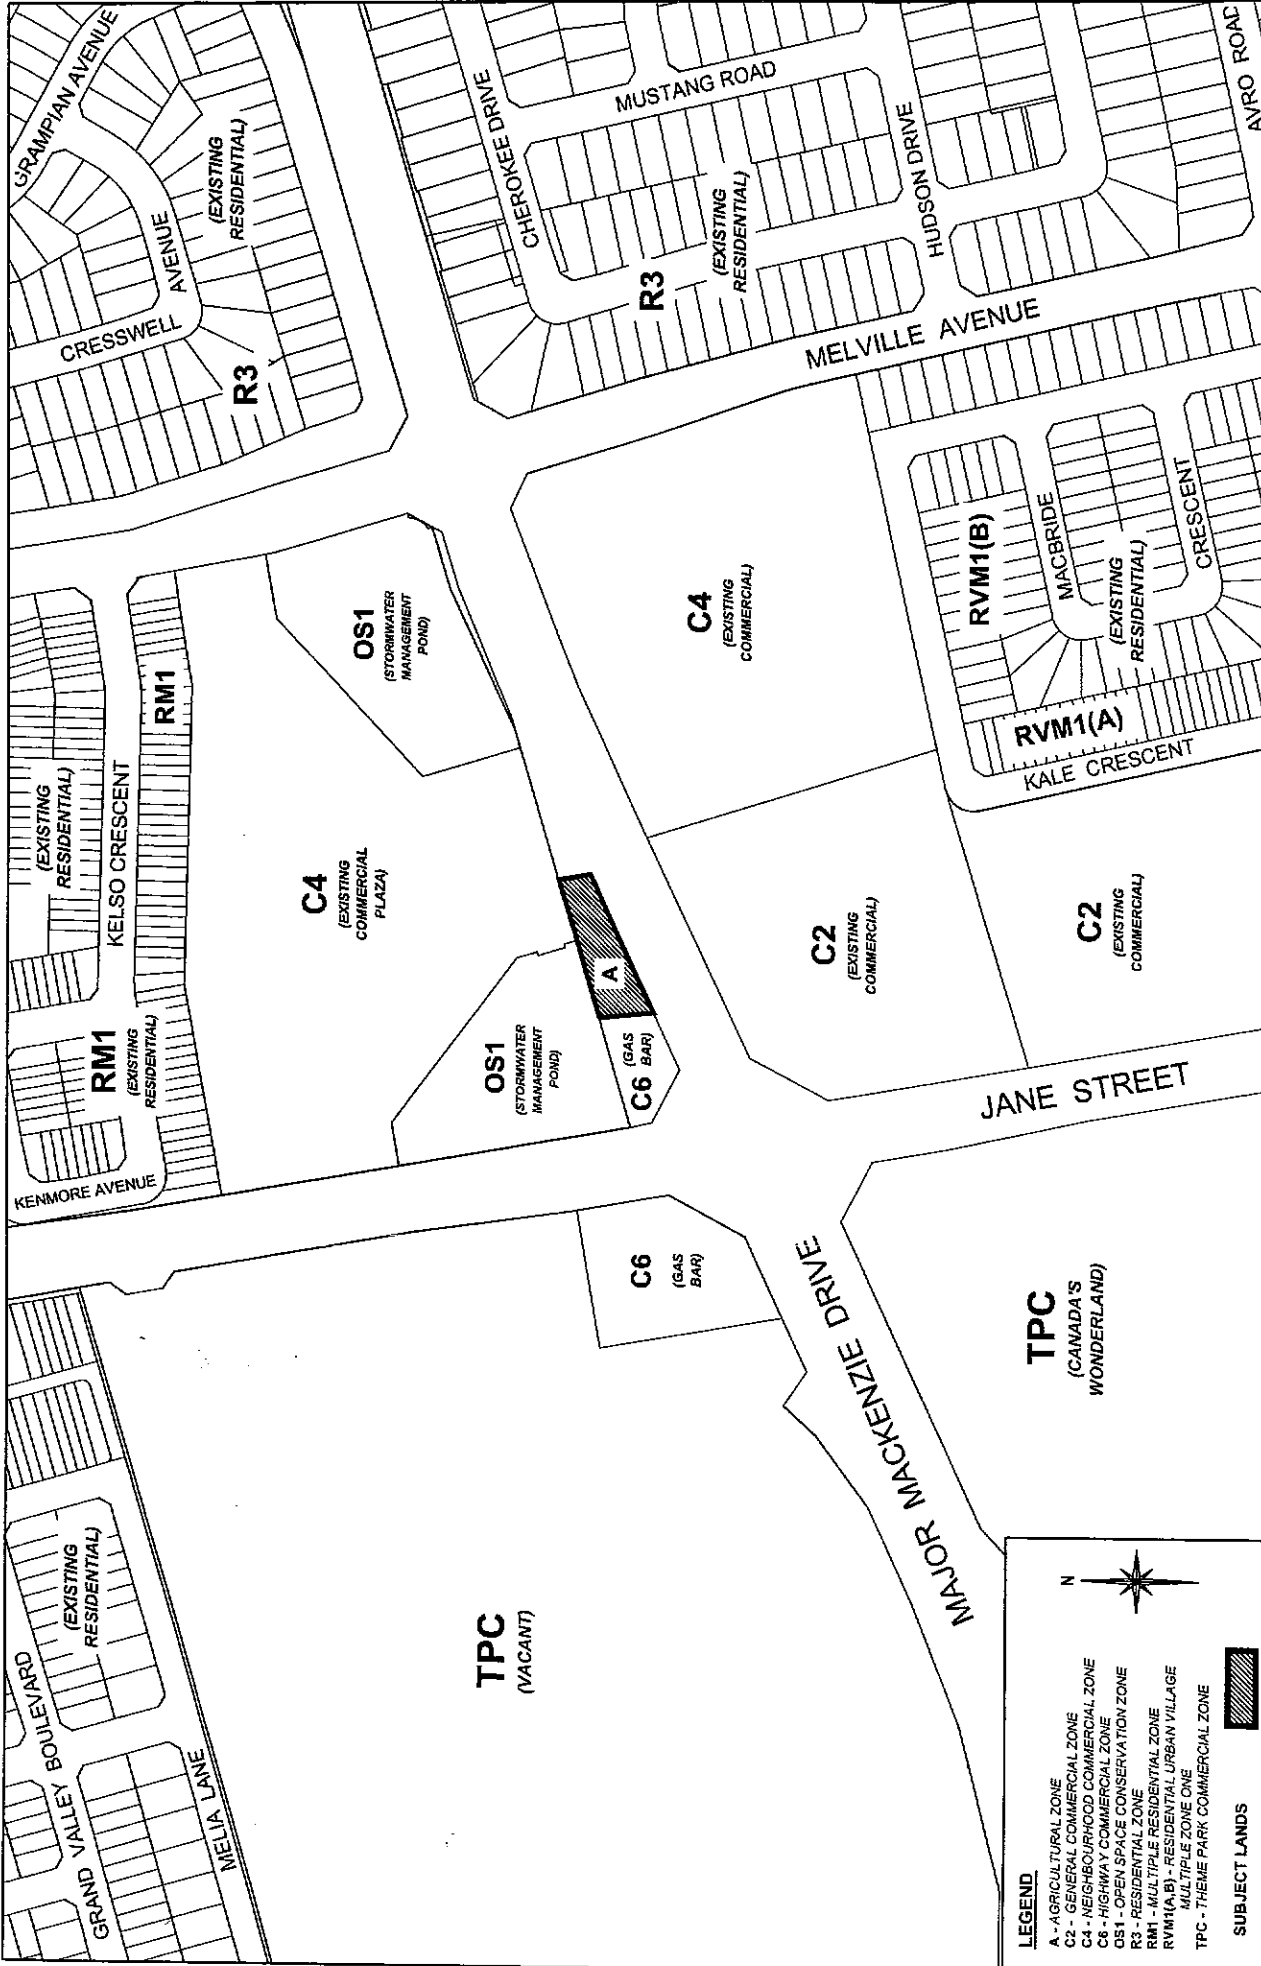 GRAND VALLEY BOULEVARD
MELIA LANE
(EXISTING
RESIDENTIAL)
TPC
(VACANT)
KENMORE AVENUE
RM1
(EXISTING
RESIDENTIAL)
KELSO CRESCENT
(EXISTING
RESIDENTIAL)
RM1
C4
(EXISTING
COMMERCIAL
PLAZA)
OS1
(STORMWATER
MANAGEMENT
POND)
OS1
(STORMWATER
MANAGEMENT
POND)
A
C6
(GAS
BAR)
C6
(GAS
BAR)
GRAMPIAN AVENUE
CRESSWELL
AVENUE
(EXISTING
RESIDENTIAL)
R3
CHEROKEE DRIVE
MUSTANG ROAD
R3
(EXISTING
RESIDENTIAL)
HUDSON DRIVE
AVRO ROAD
MELVILLE AVENUE
C4
(EXISTING
COMMERCIAL)
RVM1(B)
MACBRIDE
CRESCENT
(EXISTING
RESIDENTIAL)
RVM1(A)
KALE CRESCENT
C2
(EXISTING
COMMERCIAL)
C2
(EXISTING
COMMERCIAL)
JANE STREET
MAJOR MACKENZIE DRIVE
TPC
(CANADA'S
WONDERLAND)
N
LEGEND
A - AGRICULTURAL ZONE
C2 - GENERAL COMMERCIAL ZONE
C4 - NEIGHBOURHOOD COMMERCIAL ZONE
C6 - HIGHWAY COMMERCIAL ZONE
OS1 - OPEN SPACE CONSERVATION ZONE
R3 - RESIDENTIAL ZONE
RM1 - MULTIPLE RESIDENTIAL ZONE
RVM1(A,B) - RESIDENTIAL URBAN VILLAGE
MULTIPLE ZONE ONE
TPC - THEME PARK COMMERCIAL ZONE
SUBJECT LANDS